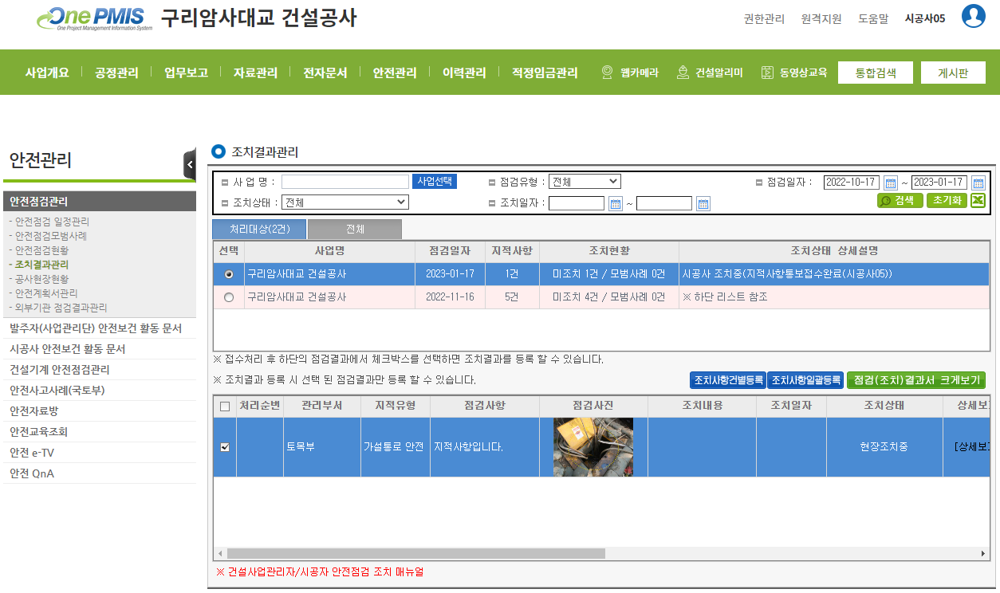 One PMIS
One Project Management Information System
구리암사대교 건설공사
권한관리 원격지원 도움말 시공사05
사업개요 공정관리 업무보고 자료관리 전자문서 안전관리 이력관리 적정임금관리 웹카메라 건설알리미 동영상교육 통합검색 게시판
안전관리
안전점검관리
- 안전점검 일정관리
- 안전점검모범사례
- 안전점검현황
- 조치결과관리
- 공사현장현황
- 안전계획서관리
- 외부기관 점검결과관리
발주자(사업관리단) 안전보건 활동 문서
시공사 안전보건 활동 문서
건설기계 안전점검관리
안전사고사례(국토부)
안전자료방
안전교육조회
안전 e-TV
안전 QnA
조치결과관리
사 업 명 : 사업선택 점검유형 : 전체 점검일자 : 2022-10-17 ~ 2023-01-17
조치상태 : 전체 조치일자 : ~ 검색 초기화
처리대상(2건) 전체
선택 사업명 점검일자 지적사항 조치현황 조치상태 상세설명
구리암사대교 건설공사 2023-01-17 1건 미조치 1건 / 모범사례 0건 시공사 조치중(지적사항통보접수완료(시공사05))
구리암사대교 건설공사 2022-11-16 5건 미조치 4건 / 모범사례 0건 ※ 하단 리스트 참조
※ 접수처리 후 하단의 점검결과에서 체크박스를 선택하면 조치결과를 등록 할 수 있습니다.
※ 조치결과 등록 시 선택 된 점검결과만 등록 할 수 있습니다. 조치사항건별등록 조치사항일괄등록 점검(조치)결과서 크게보기
처리순번 관리부서 지적유형 점검사항 점검사진 조치내용 조치일자 조치상태 상세보
토목부 가설통로 안전 지적사항입니다. 현장조치중 [상세보
※ 건설사업관리자/시공자 안전점검 조치 매뉴얼